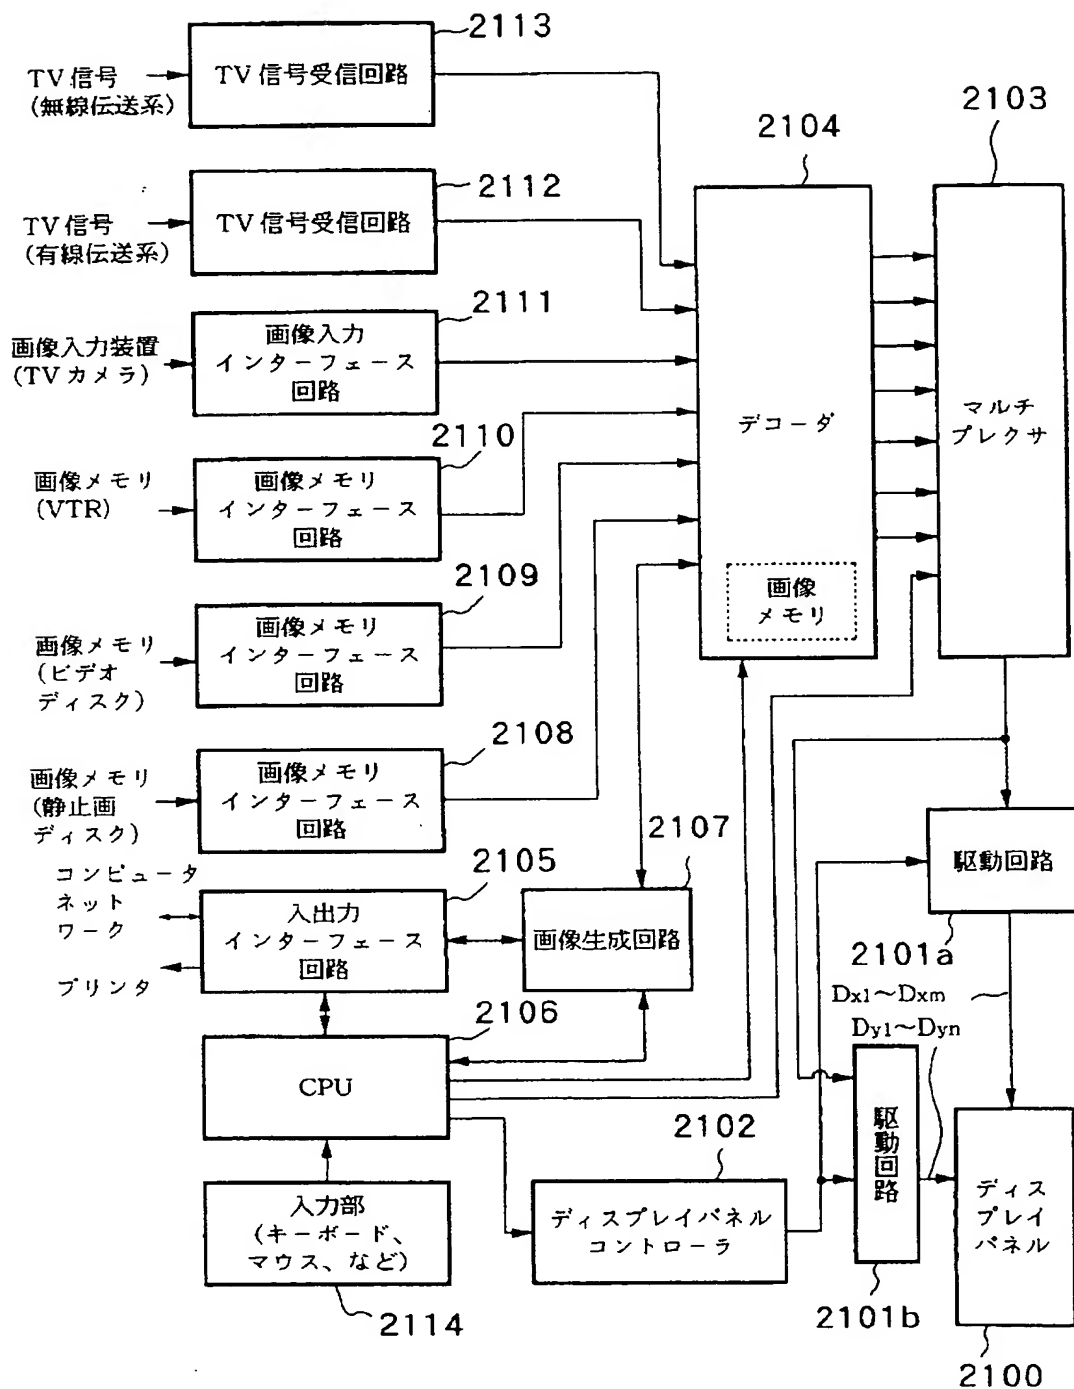 2113
TV 信号
(無線伝送系)
TV 信号受信回路
2112
TV 信号
(有線伝送系)
TV 信号受信回路
2111
画像入力装置
(TV カメラ)
画像入力
インターフェース
回路
2110
画像メモリ
(VTR)
画像メモリ
インターフェース
回路
2109
画像メモリ
(ビデオ
ディスク)
画像メモリ
インターフェース
回路
2108
画像メモリ
(静止画
ディスク)
画像メモリ
インターフェース
回路
2104
デコーダ
画像
メモリ
2103
マルチ
プレクサ
2107
画像生成回路
2105
コンピュータ
ネット
ワーク
プリンタ
入出力
インターフェース
回路
2106
CPU
入力部
(キーボード、
マウス、など)
2114
2102
ディスプレイパネル
コントローラ
駆動回路
2101a
Dx1～Dxm
Dy1～Dyn
駆動回路
2101b
ディス
プレイ
パネル
2100